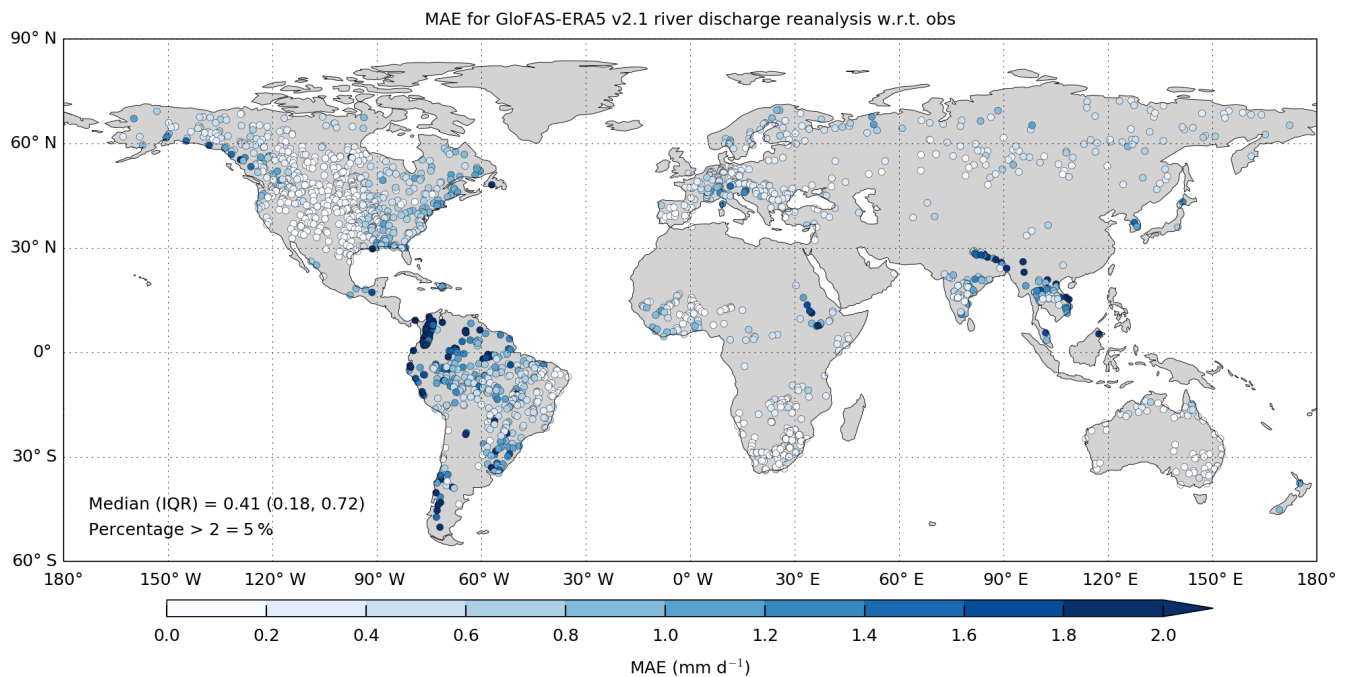 MAE for GloFAS-ERA5 v2.1 river discharge reanalysis w.r.t. obs
90° N
60° N
30° N
0°
30° S
60° S
Median (IQR) = 0.41 (0.18, 0.72)
Percentage > 2 = 5 %
180° 150° W 120° W 90° W 60° W 30° W 0° W 30° E 60° E 90° E 120° E 150° E 180°
0.0 0.2 0.4 0.6 0.8 1.0 1.2 1.4 1.6 1.8 2.0
MAE (mm d⁻¹)